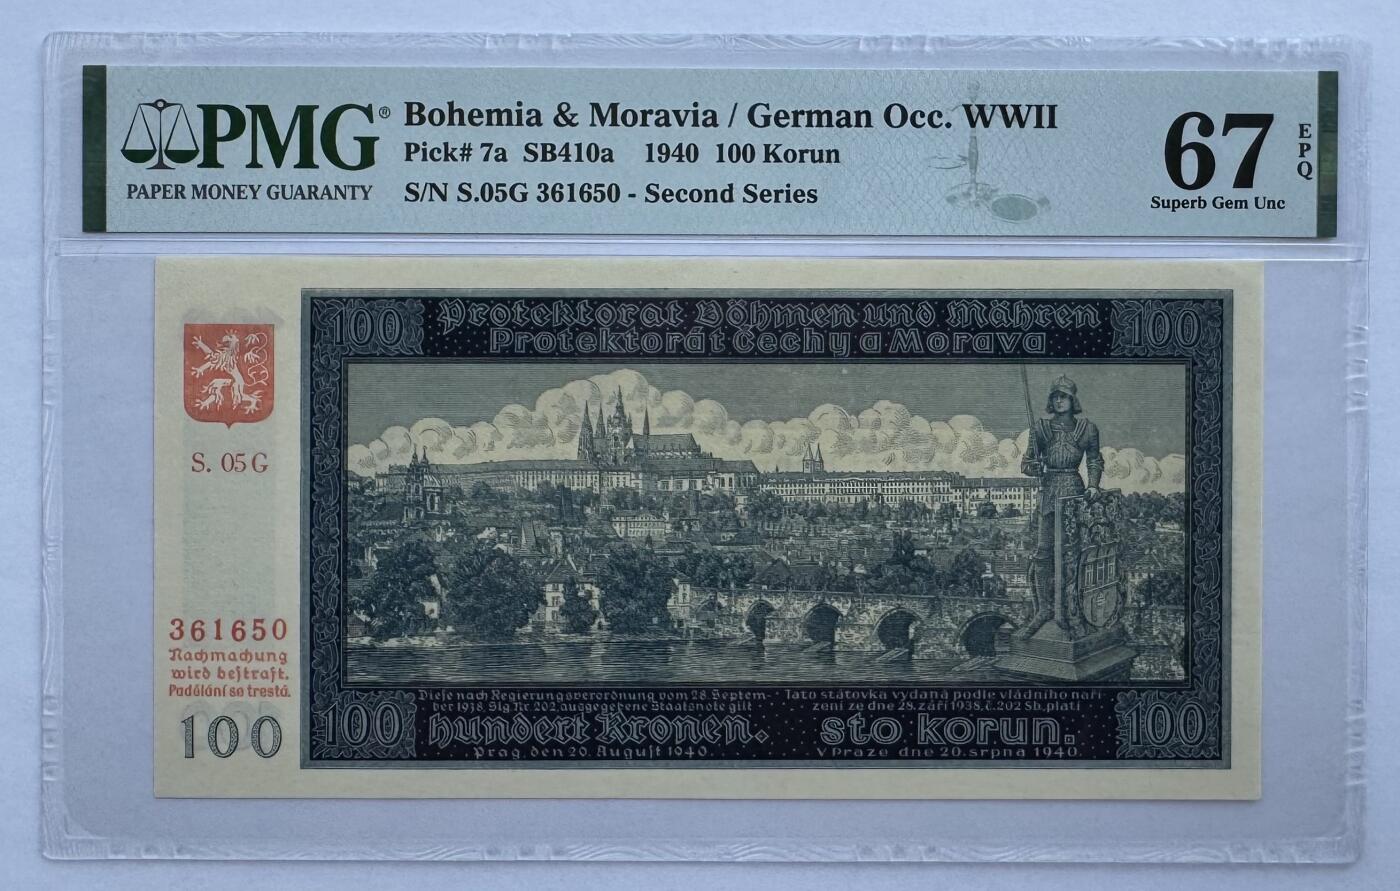 PMG®
PAPER MONEY GUARANTY
Bohemia & Moravia / German Occ. WWII
Pick# 7a SB410a 1940 100 Korun
S/N S.05G 361650 - Second Series
67
EPQ
Superb Gem Unc
100 Protektorat Böhmen und Mähren 100
Protektorát Čechy a Morava
S. 05 G
361650
Nachmachung
wird bestraft.
Padělání se trestá.
100
Diese nach Regierungsverordnung vom 28. Septem-
ber 1938, Slg. Nr. 202, ausgegebene Staatsnote gilt
100 hundert Kronen.
Prag, den 20. August 1940.
Tato státovka vydaná podle vládního naří-
zení ze dne 28. září 1938, č. 202 Sb., platí
sto korun. 100
V Praze dne 20. srpna 1940.